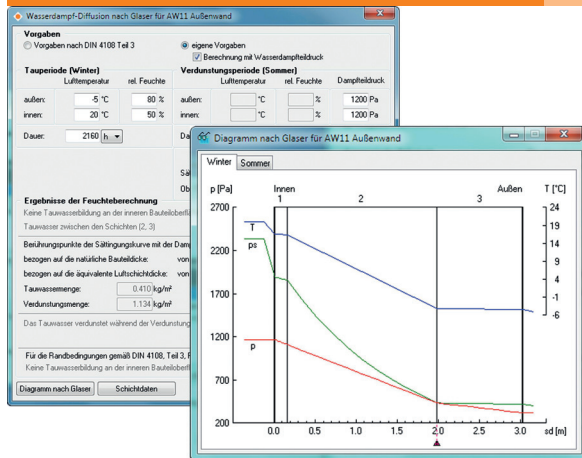 Wasserdampf-Diffusion nach Glaser für AW11 Außenwand
Vorgaben
Vorgaben nach DIN 4108 Teil 3
eigene Vorgaben
Berechnung mit Wasserdampfteildruck
Tauperiode (Winter)
Verdunstungsperiode (Sommer)
Lufttemperatur rel. Feuchte Lufttemperatur rel. Feuchte Dampfteildruck
außen: -5 °C 80 % außen: °C % 1200 Pa
innen: 20 °C 50 % innen: °C % 1200 Pa
Dauer: 2160 h
Ergebnisse der Feuchteberechnung
Keine Tauwasserbildung an der inneren
Tauwasser zwischen den Schichten (2, 3)
Berührungspunkte der Sättingungskurve mit der
bezogen auf die natürliche Bauteildicke: von
bezogen auf die äquivalente Luftschichtdicke: von
Tauwassermenge: 0.410 kg/m²
Verdunstungsmenge: 1.134 kg/m²
Das Tauwasser verdunstet während der
Für die Randbedingungen gemäß DIN 4108, Teil 3,
Keine Tauwasserbildung an der inneren
Diagramm nach Glaser Schichtdaten
Diagramm nach Glaser für AW11 Außenwand
Winter Sommer
p [Pa] Innen Außen T [°C]
1 2 3
2700 24
T 19
2200 ps 14
1700 9
4
1200 -1
p -6
700
200
0.0 0.5 1.0 1.5 2.0 2.5 3.0 sd [m]